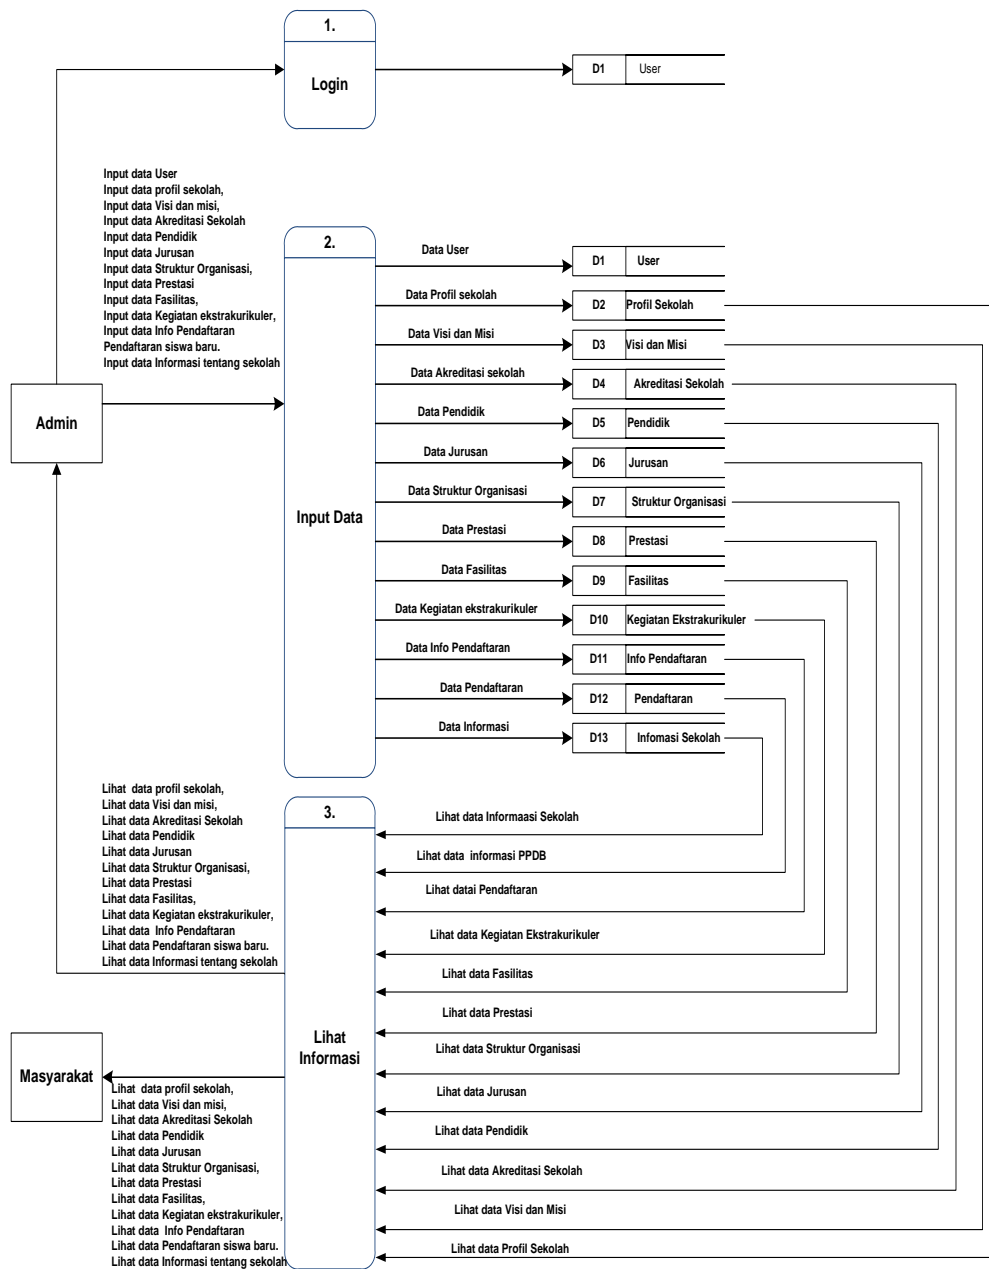 1.
Login
D1 User
Input data User
Input data profil sekolah,
Input data Visi dan misi,
Input data Akreditasi Sekolah
Input data Pendidik
Input data Jurusan
Input data Struktur Organisasi,
Input data Prestasi
Input data Fasilitas,
Input data Kegiatan ekstrakurikuler,
Input data Info Pendaftaran
Pendaftaran siswa baru.
Input data Informasi tentang sekolah
Admin
2.
Input Data
Data User
D1 User
Data Profil sekolah
D2 Profil Sekolah
Data Visi dan Misi
D3 Visi dan Misi
Data Akreditasi sekolah
D4 Akreditasi Sekolah
Data Pendidik
D5 Pendidik
Data Jurusan
D6 Jurusan
Data Struktur Organisasi
D7 Struktur Organisasi
Data Prestasi
D8 Prestasi
Data Fasilitas
D9 Fasilitas
Data Kegiatan ekstrakurikuler
D10 Kegiatan Ekstrakurikuler
Data Info Pendaftaran
D11 Info Pendaftaran
Data Pendaftaran
D12 Pendaftaran
Data Informasi
D13 Infomasi Sekolah
Lihat data profil sekolah,
Lihat data Visi dan misi,
Lihat data Akreditasi Sekolah
Lihat data Pendidik
Lihat data Jurusan
Lihat data Struktur Organisasi,
Lihat data Prestasi
Lihat data Fasilitas,
Lihat data Kegiatan ekstrakurikuler,
Lihat data Info Pendaftaran
Lihat data Pendaftaran siswa baru.
Lihat data Informasi tentang sekolah
3.
Lihat
Informasi
Lihat data Informaasi Sekolah
Lihat data informasi PPDB
Lihat datai Pendaftaran
Lihat data Kegiatan Ekstrakurikuler
Lihat data Fasilitas
Lihat data Prestasi
Lihat data Struktur Organisasi
Lihat data Jurusan
Lihat data Pendidik
Lihat data Akreditasi Sekolah
Lihat data Visi dan Misi
Lihat data Profil Sekolah
Masyarakat
Lihat data profil sekolah,
Lihat data Visi dan misi,
Lihat data Akreditasi Sekolah
Lihat data Pendidik
Lihat data Jurusan
Lihat data Struktur Organisasi,
Lihat data Prestasi
Lihat data Fasilitas,
Lihat data Kegiatan ekstrakurikuler,
Lihat data Info Pendaftaran
Lihat data Pendaftaran siswa baru.
Lihat data Informasi tentang sekolah